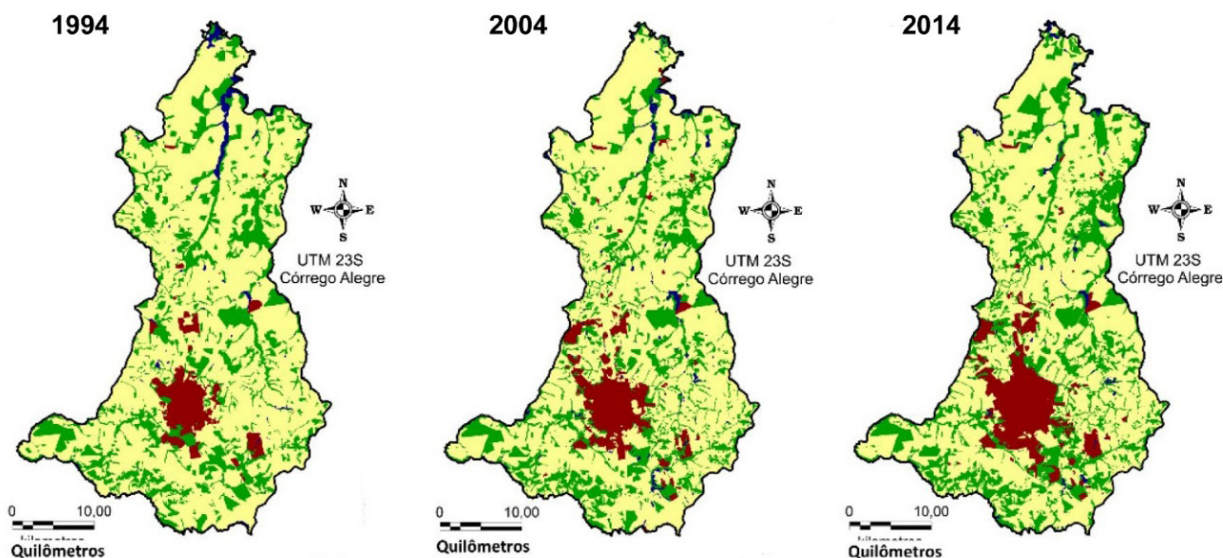 1994
2004
2014
N
W E
S
UTM 23S
Córrego Alegre
0 10,00
Quilômetros
N
W E
S
UTM 23S
Córrego Alegre
0 10,00
Quilômetros
N
W E
S
UTM 23S
Córrego Alegre
0 10,00
Quilômetros